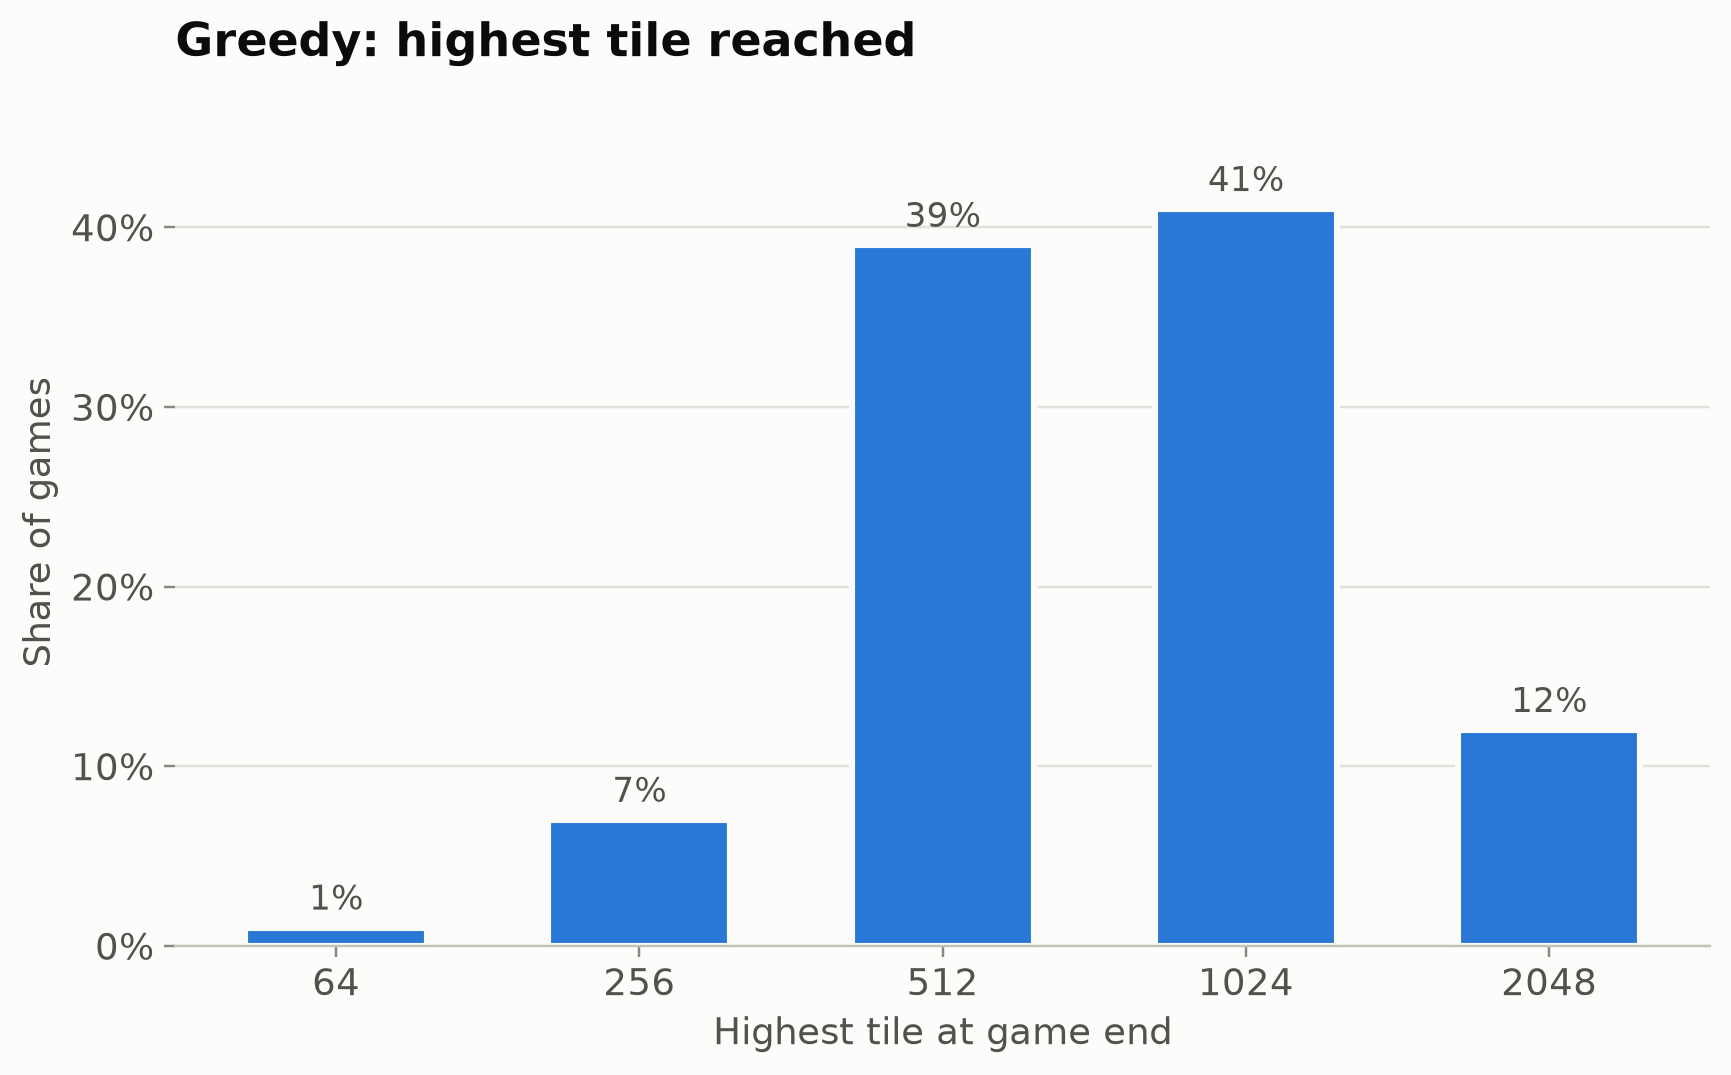 Greedy: highest tile reached
41%
39%
40%
30%
20%
12%
10%
7%
1%
0%
Share of games
64 256 512 1024 2048
Highest tile at game end